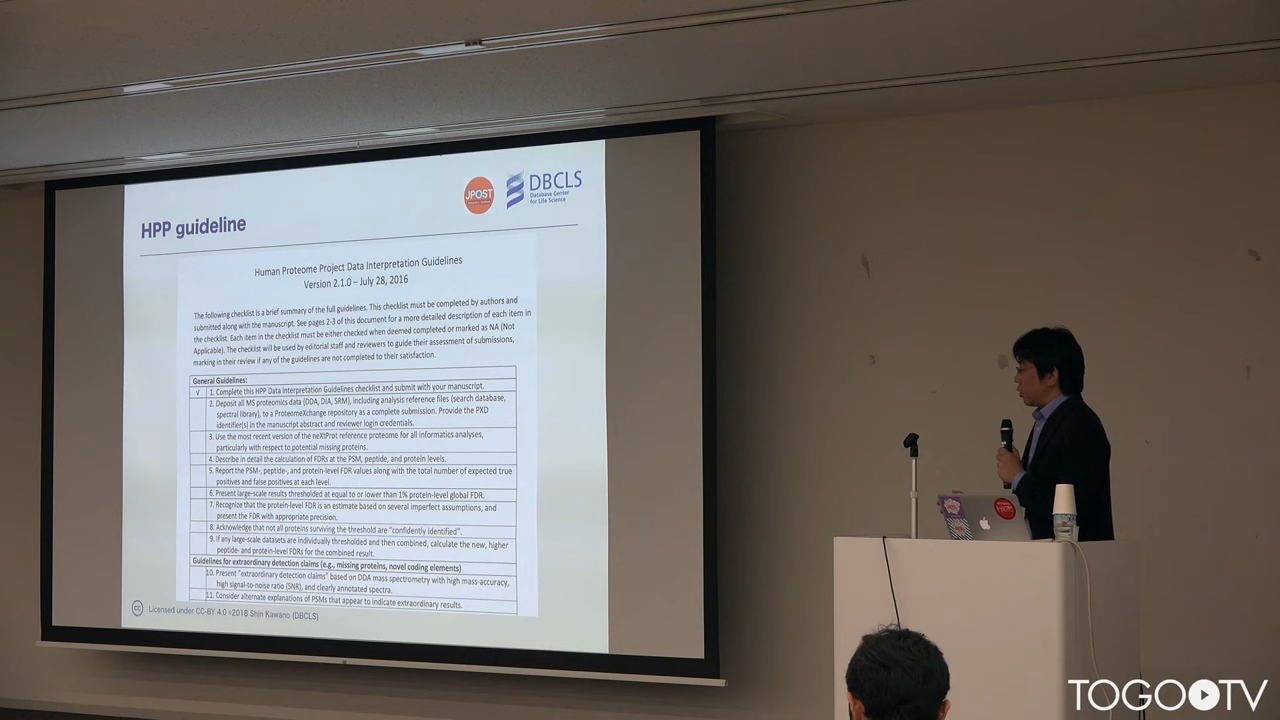 JPOST
DBCLS
Database Center
for Life Science
HPP guideline
Human Proteome Project Data Interpretation Guidelines
Version 2.1.0 – July 28, 2016
The following checklist is a brief summary of the full guidelines. This checklist must be completed by authors and
submitted along with the manuscript. See pages 2-3 of this document for a more detailed description of each item in
the checklist. Each item in the checklist must be either checked when deemed completed or marked as NA (Not
Applicable). The checklist will be used by editorial staff and reviewers to guide their assessment of submissions,
marking in their review if any of the guidelines are not completed to their satisfaction.
General Guidelines:
√ 1. Complete this HPP Data Interpretation Guidelines checklist and submit with your manuscript.
2. Deposit all MS proteomics data (DDA, DIA, SRM), including analysis reference files (search database,
spectral library), to a ProteomeXchange repository as a complete submission. Provide the PXD
identifier(s) in the manuscript abstract and reviewer login credentials.
3. Use the most recent version of the neXtProt reference proteome for all informatics analyses,
particularly with respect to potential missing proteins.
4. Describe in detail the calculation of FDRs at the PSM, peptide, and protein levels.
5. Report the PSM-, peptide-, and protein-level FDR values along with the total number of expected true
positives and false positives at each level.
6. Present large-scale results thresholded at equal to or lower than 1% protein-level global FDR.
7. Recognize that the protein-level FDR is an estimate based on several imperfect assumptions, and
present the FDR with appropriate precision.
8. Acknowledge that not all proteins surviving the threshold are "confidently identified".
9. If any large-scale datasets are individually thresholded and then combined, calculate the new, higher
peptide- and protein-level FDRs for the combined result.
Guidelines for extraordinary detection claims (e.g., missing proteins, novel coding elements)
10. Present "extraordinary detection claims" based on DDA mass spectrometry with high mass-accuracy,
high signal-to-noise ratio (SNR), and clearly annotated spectra.
11. Consider alternate explanations of PSMs that appear to indicate extraordinary results.
cc Licensed under CC-BY 4.0 ©2018 Shin Kawano (DBCLS)
TOGOTV